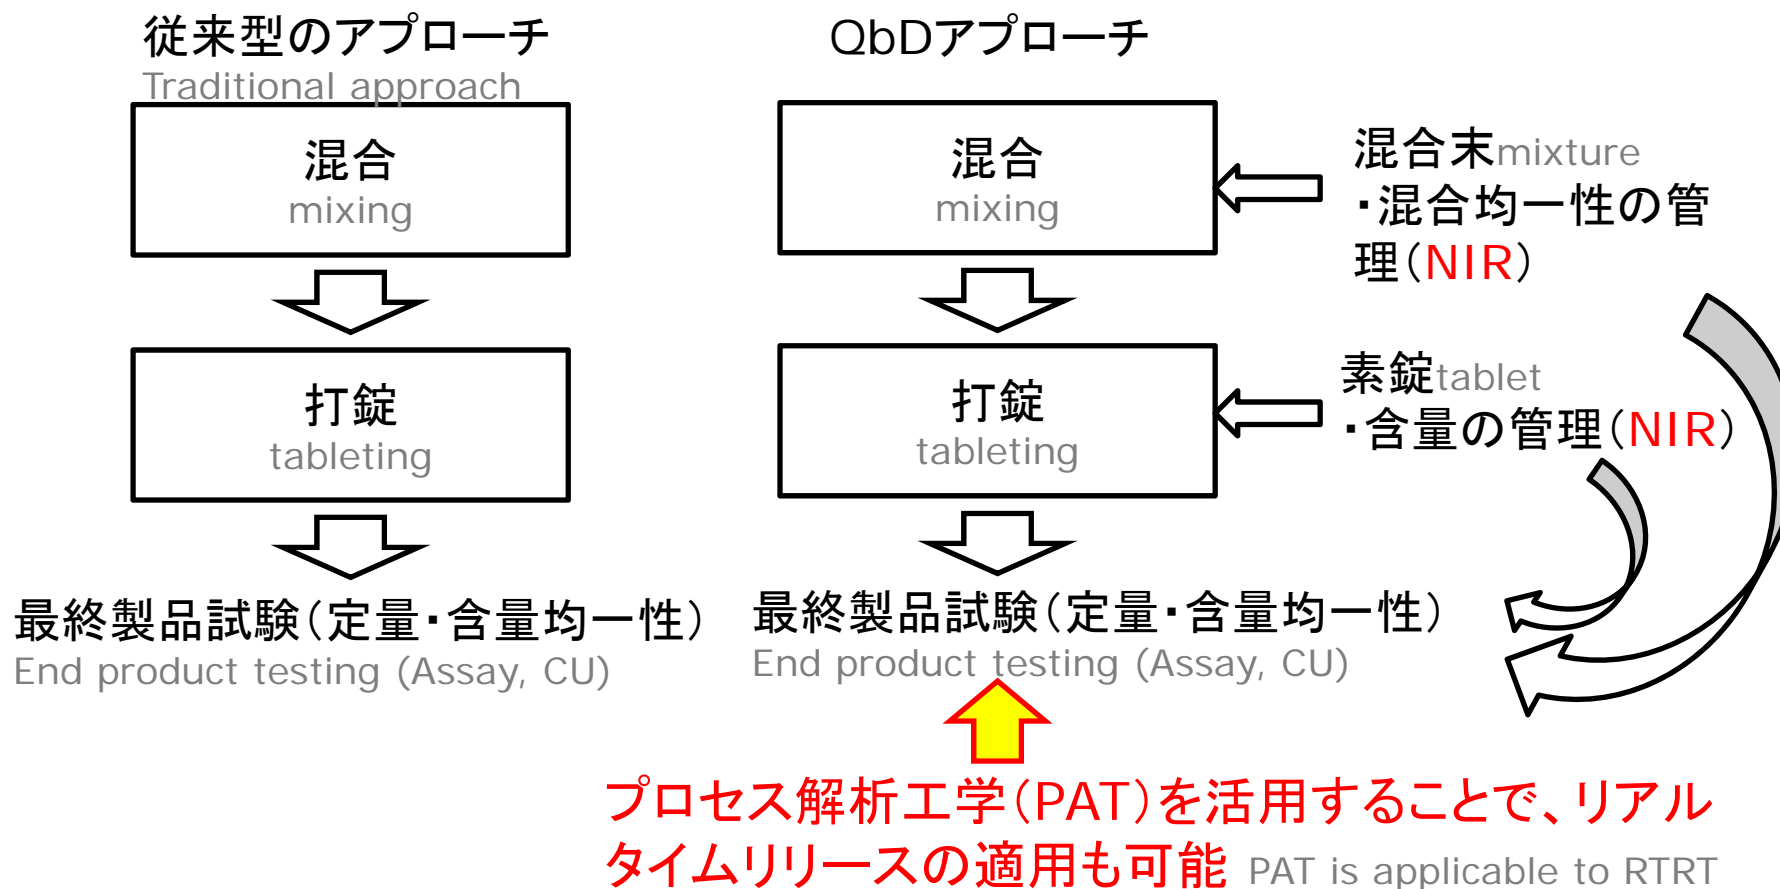 従来型のアプローチ
Traditional approach
混合
mixing
打錠
tableting
最終製品試験(定量・含量均一性)
End product testing (Assay, CU)
QbDアプローチ
混合
mixing
打錠
tableting
最終製品試験(定量・含量均一性)
End product testing (Assay, CU)
混合末mixture
・混合均一性の管
理(NIR)
素錠tablet
・含量の管理(NIR)
プロセス解析工学(PAT)を活用することで、リアル
タイムリリースの適用も可能 PAT is applicable to RTRT